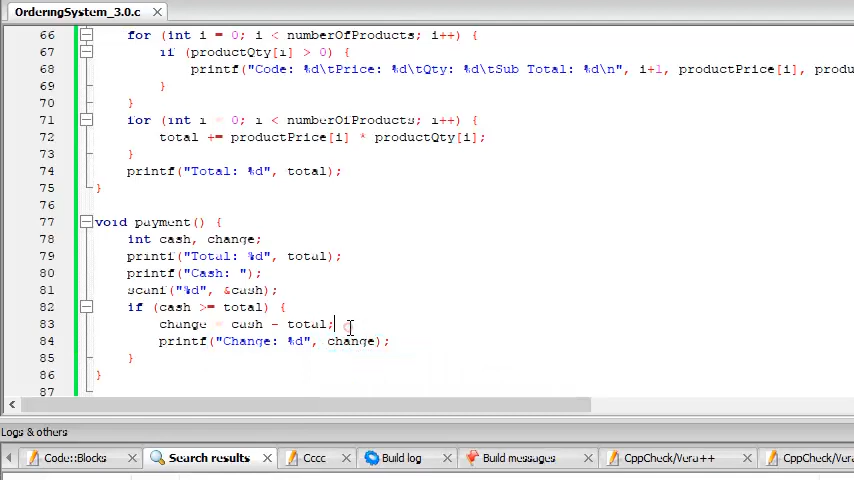 OrderingSystem_3.0.c
66 for (int i = 0; i < numberOfProducts; i++) {
67 if (productQty[i] > 0) {
68 printf("Code: %d\tPrice: %d\tQty: %d\tSub Total: %d\n", i+1, productPrice[i], produ
69 }
70 }
71 for (int i = 0; i < numberOfProducts; i++) {
72 total += productPrice[i] * productQty[i];
73 }
74 printf("Total: %d", total);
75 }
76
77 void payment() {
78 int cash, change;
79 printf("Total: %d", total);
80 printf("Cash: ");
81 scanf("%d", &cash);
82 if (cash >= total) {
83 change = cash - total;
84 printf("Change: %d", change);
85 }
86 }
87
Logs & others
Code::Blocks Search results Cccc Build log Build messages CppCheck/Vera++ CppCheck/Ver